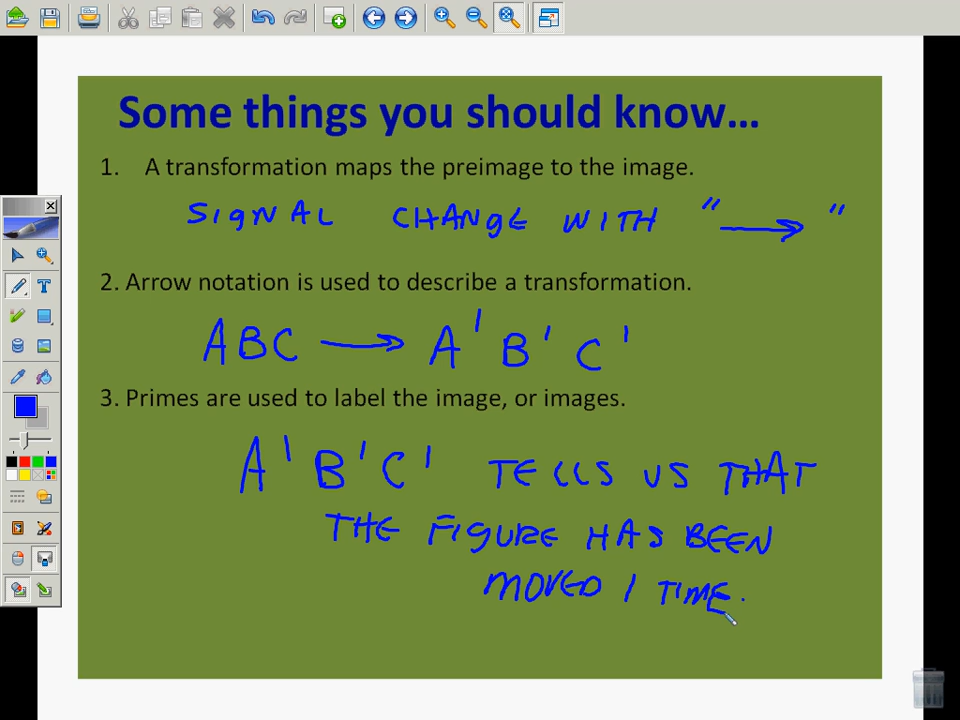 Some things you should know...
1. A transformation maps the preimage to the image.
SIGNAL CHANGE WITH " → "
2. Arrow notation is used to describe a transformation.
ABC → A' B' C'
3. Primes are used to label the image, or images.
A' B' C' TELLS US THAT
THE FIGURE HAS BEEN
MOVED 1 TIME.